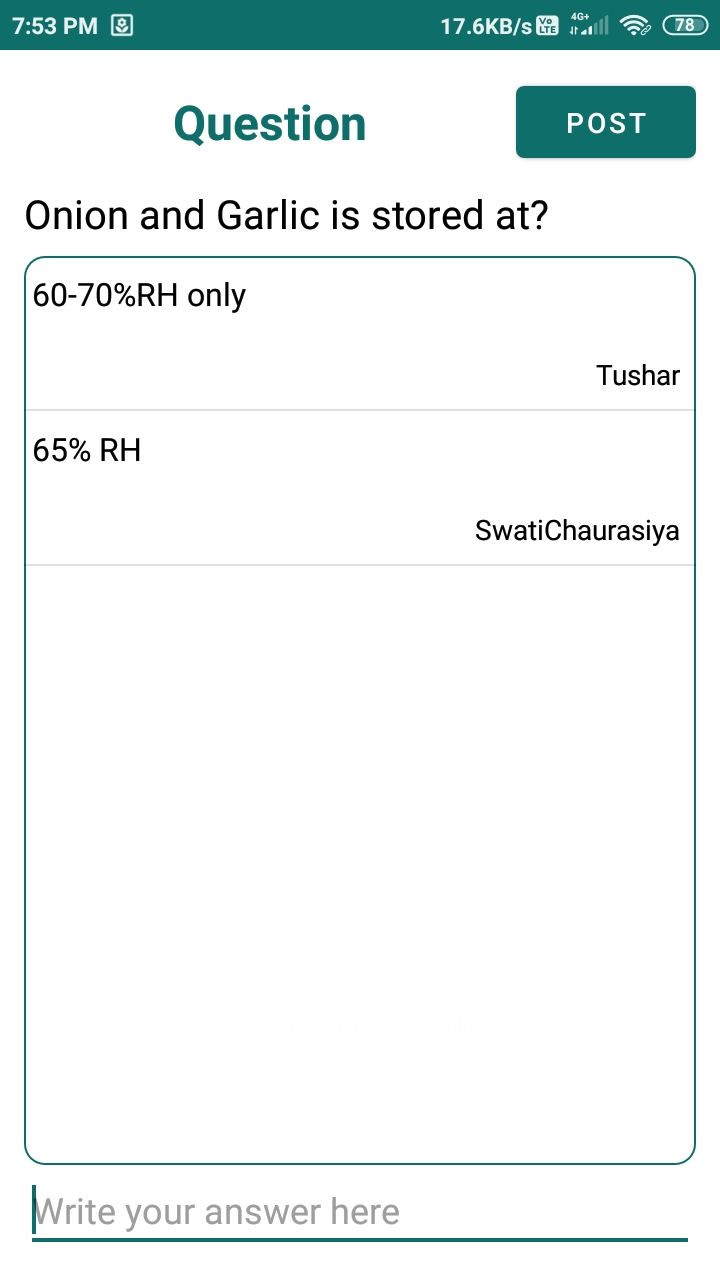 7:53 PM 17.6KB/s Vo LTE 4G+ 78
Question POST
Onion and Garlic is stored at?
60-70%RH only
Tushar
65% RH
SwatiChaurasiya
Write your answer here